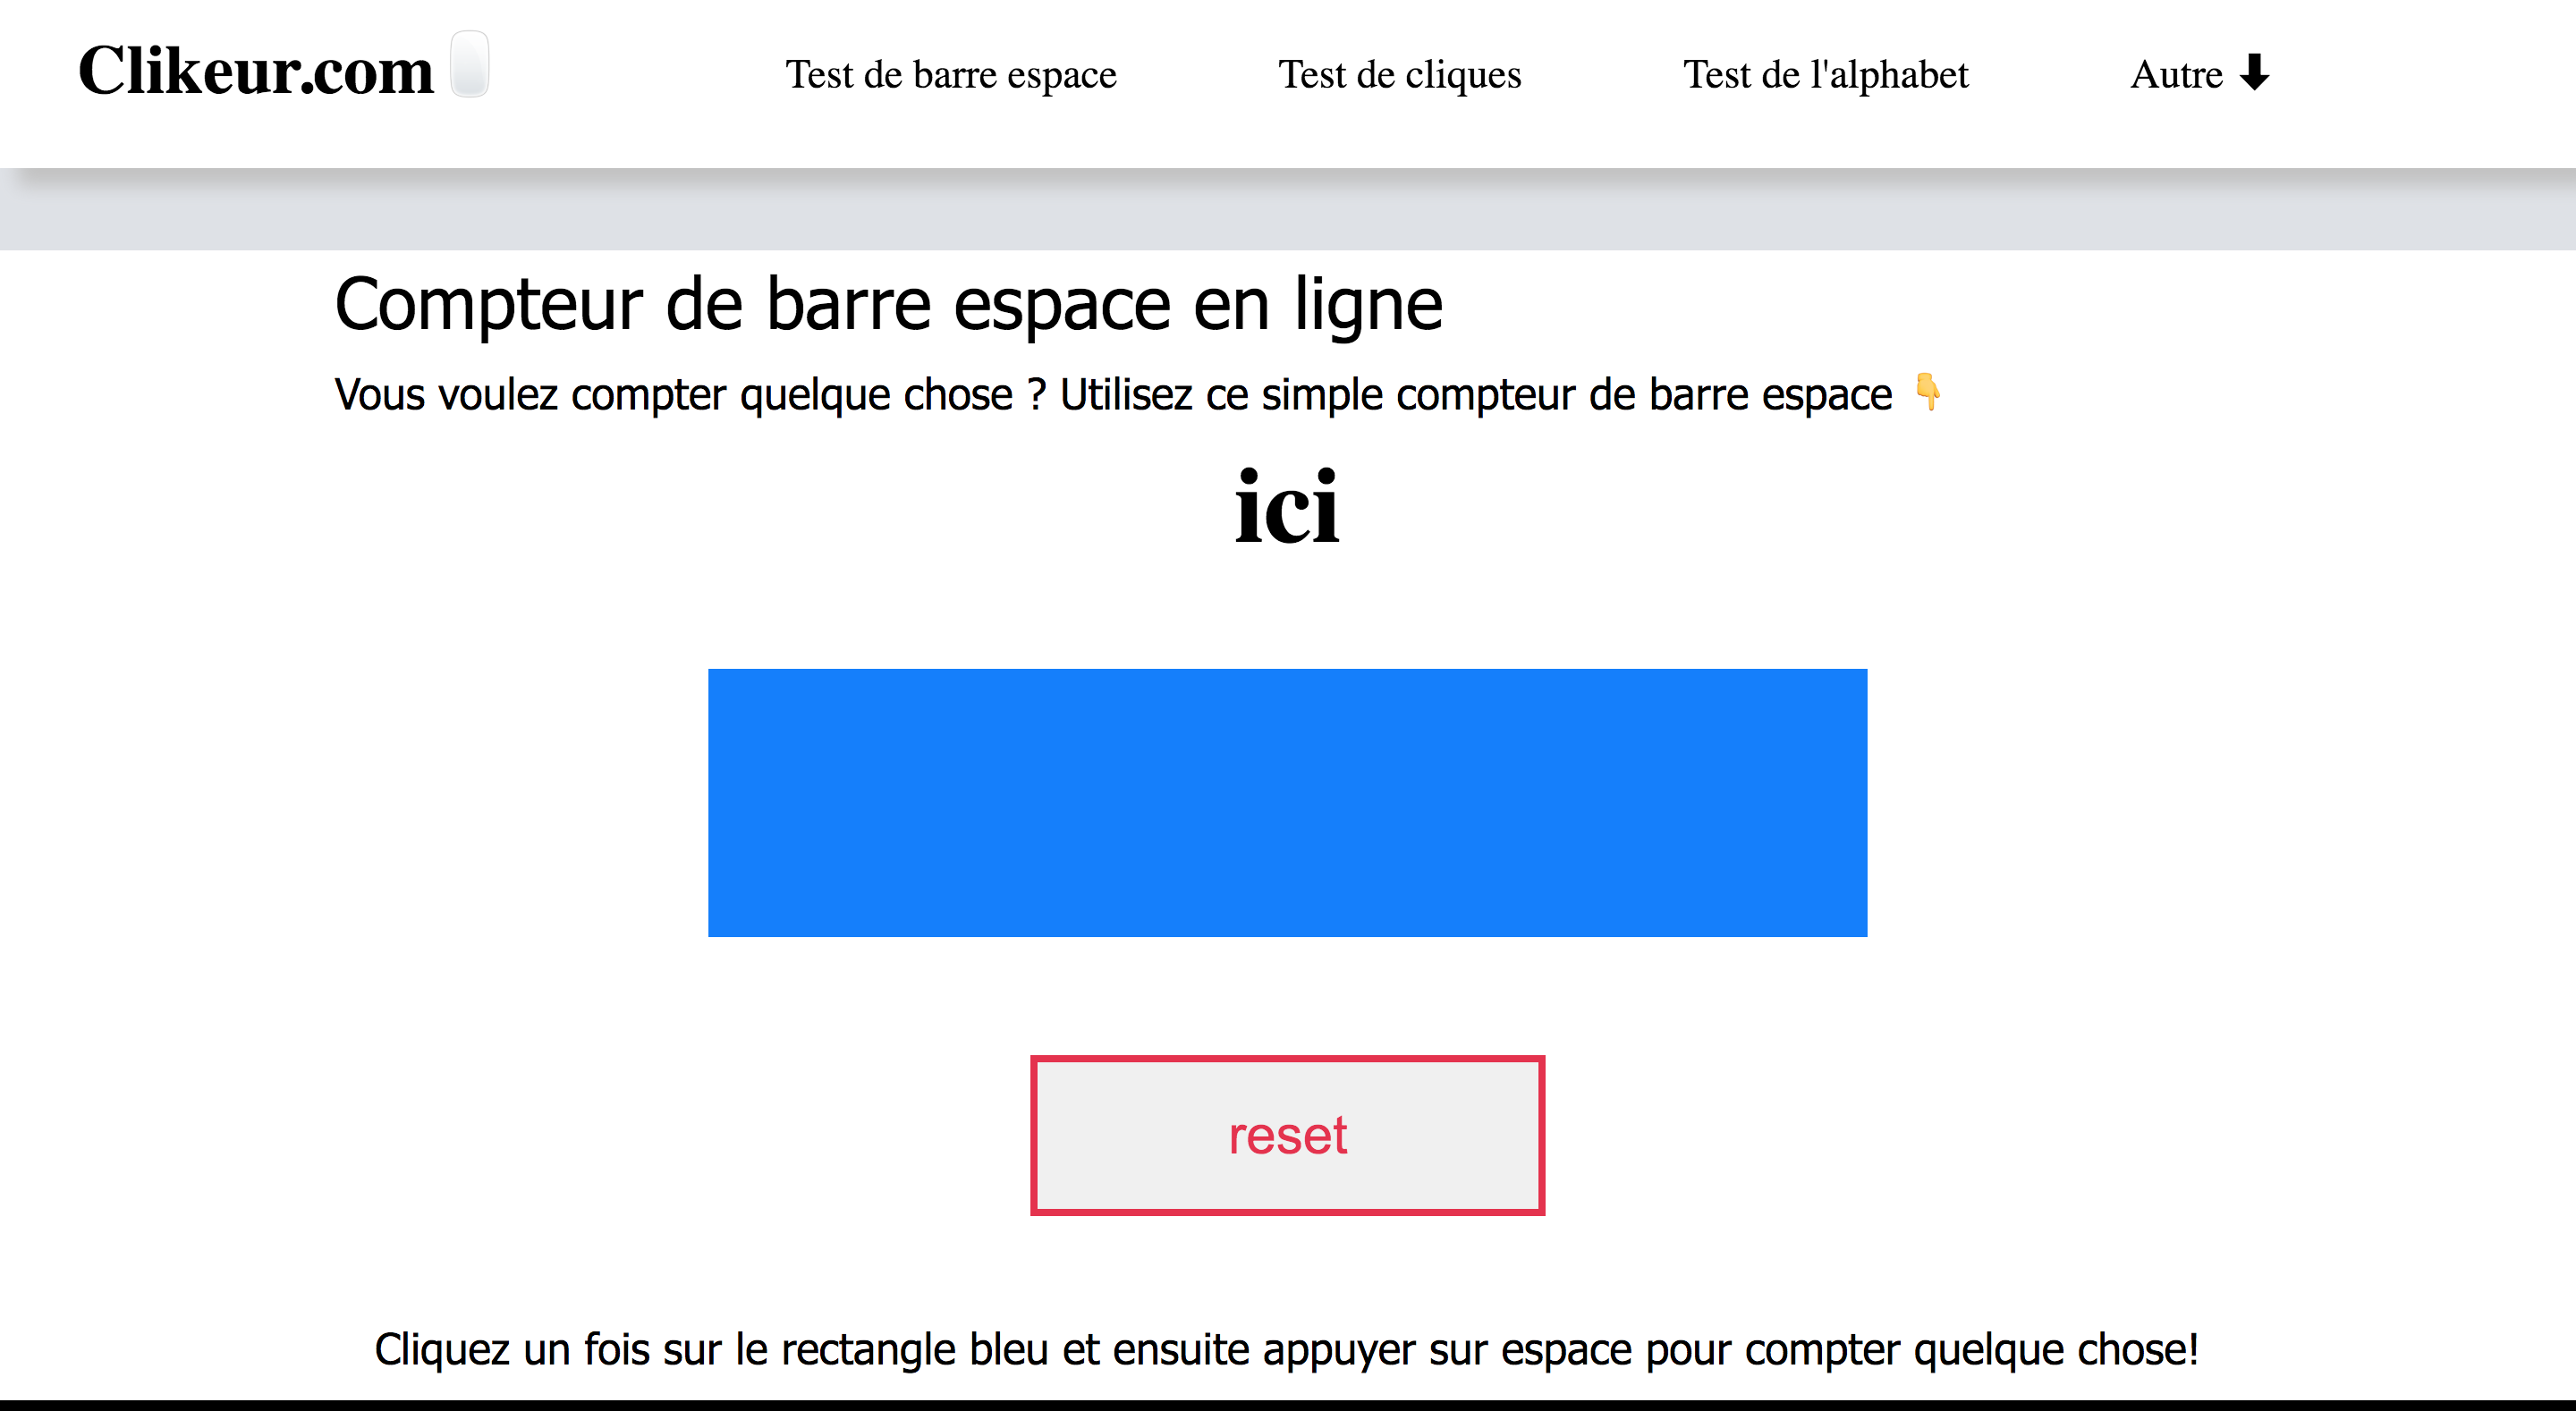 Clikeur.com
Test de barre espace
Test de cliques
Test de l'alphabet
Autre ⬇
Compteur de barre espace en ligne
Vous voulez compter quelque chose ? Utilisez ce simple compteur de barre espace 👇
ici
reset
Cliquez un fois sur le rectangle bleu et ensuite appuyer sur espace pour compter quelque chose!